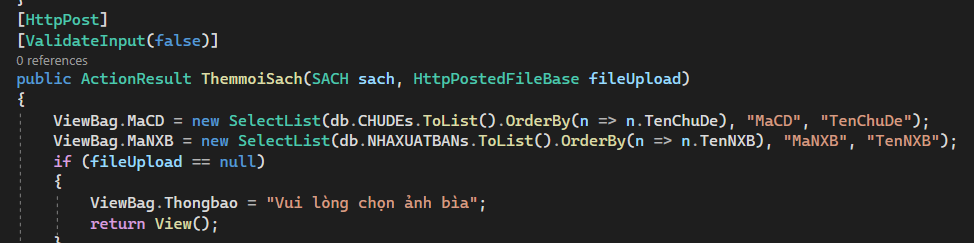 }
[HttpPost]
[ValidateInput(false)]
0 references
public ActionResult ThemmoiSach(SACH sach, HttpPostedFileBase fileUpload)
{
ViewBag.MaCD = new SelectList(db.CHUDEs.ToList().OrderBy(n => n.TenChuDe), "MaCD", "TenChuDe");
ViewBag.MaNXB = new SelectList(db.NHAXUATBANs.ToList().OrderBy(n => n.TenNXB), "MaNXB", "TenNXB");
if (fileUpload == null)
{
ViewBag.Thongbao = "Vui lòng chọn ảnh bìa";
return View();
}